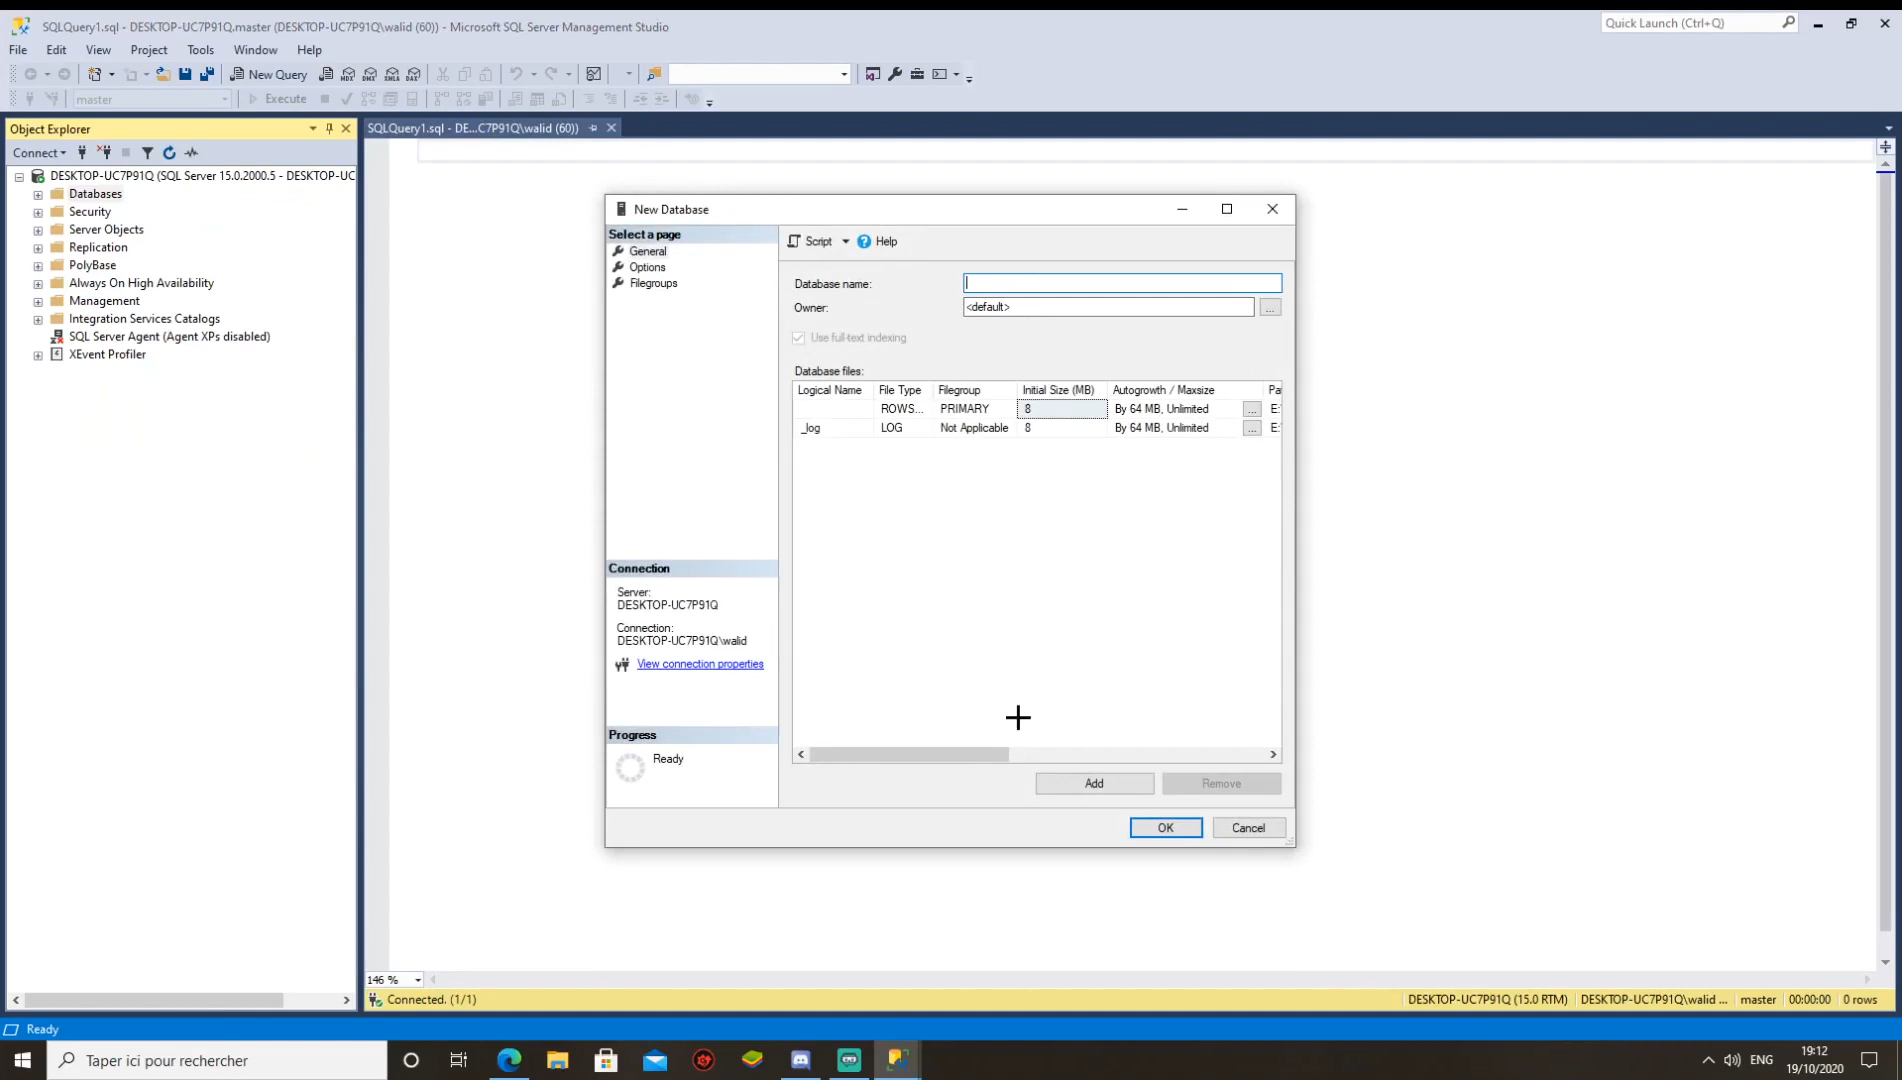 SQLQuery1.sql - DESKTOP-UC7P91Q.master (DESKTOP-UC7P91Q\walid (60)) - Microsoft SQL Server Management Studio
Quick Launch (Ctrl+Q)
File Edit View Project Tools Window Help
New Query
master Execute
Object Explorer
SQLQuery1.sql - DE...C7P91Q\walid (60))
Connect
DESKTOP-UC7P91Q (SQL Server 15.0.2000.5 - DESKTOP-UC
Databases
Security
Server Objects
Replication
PolyBase
Always On High Availability
Management
Integration Services Catalogs
SQL Server Agent (Agent XPs disabled)
XEvent Profiler
New Database
Select a page
General
Options
Filegroups
Script Help
Database name:
Owner: <default> ...
Use full-text indexing
Database files:
Logical Name File Type Filegroup Initial Size (MB) Autogrowth / Maxsize Pa
ROWS... PRIMARY 8 By 64 MB, Unlimited ... E:
_log LOG Not Applicable 8 By 64 MB, Unlimited ... E:
Connection
Server:
DESKTOP-UC7P91Q
Connection:
DESKTOP-UC7P91Q\walid
View connection properties
Progress
Ready
Add Remove
OK Cancel
146 %
Connected. (1/1) DESKTOP-UC7P91Q (15.0 RTM) DESKTOP-UC7P91Q\walid ... master 00:00:00 0 rows
Ready
Taper ici pour rechercher
ENG
19:12
19/10/2020